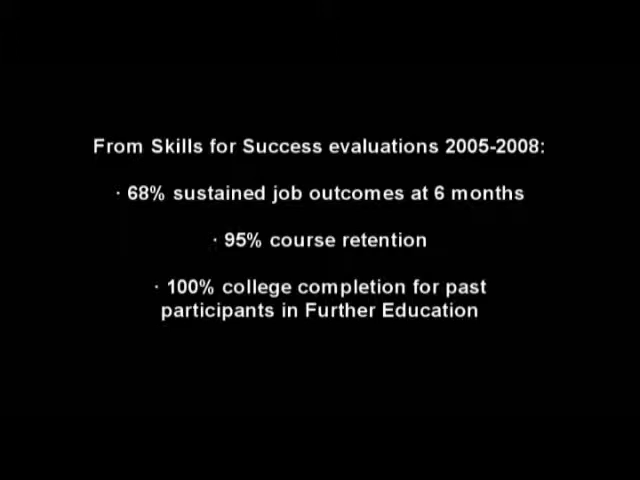 From Skills for Success evaluations 2005-2008:
· 68% sustained job outcomes at 6 months
· 95% course retention
· 100% college completion for past
participants in Further Education